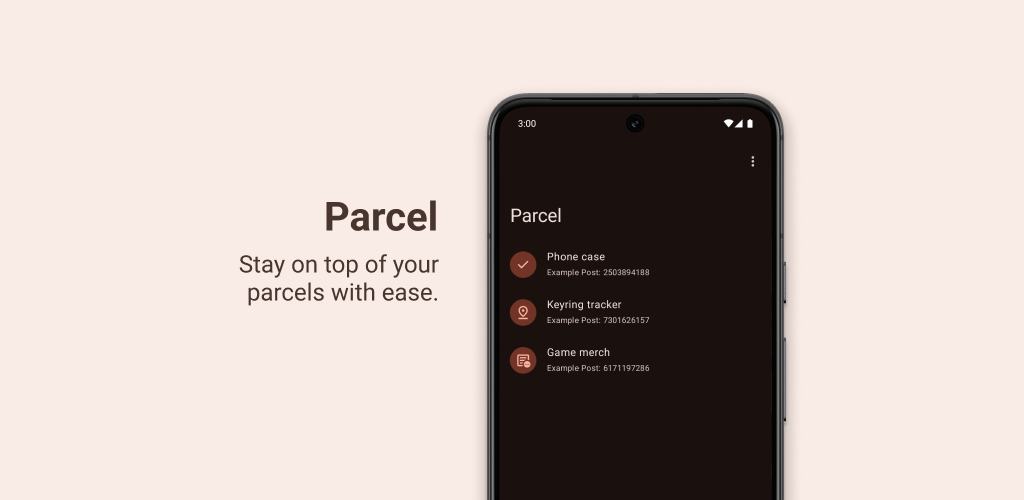 Parcel
Stay on top of your
parcels with ease.
3:00
Parcel
Phone case
Example Post: 2503894188
Keyring tracker
Example Post: 7301626157
Game merch
Example Post: 6171197286